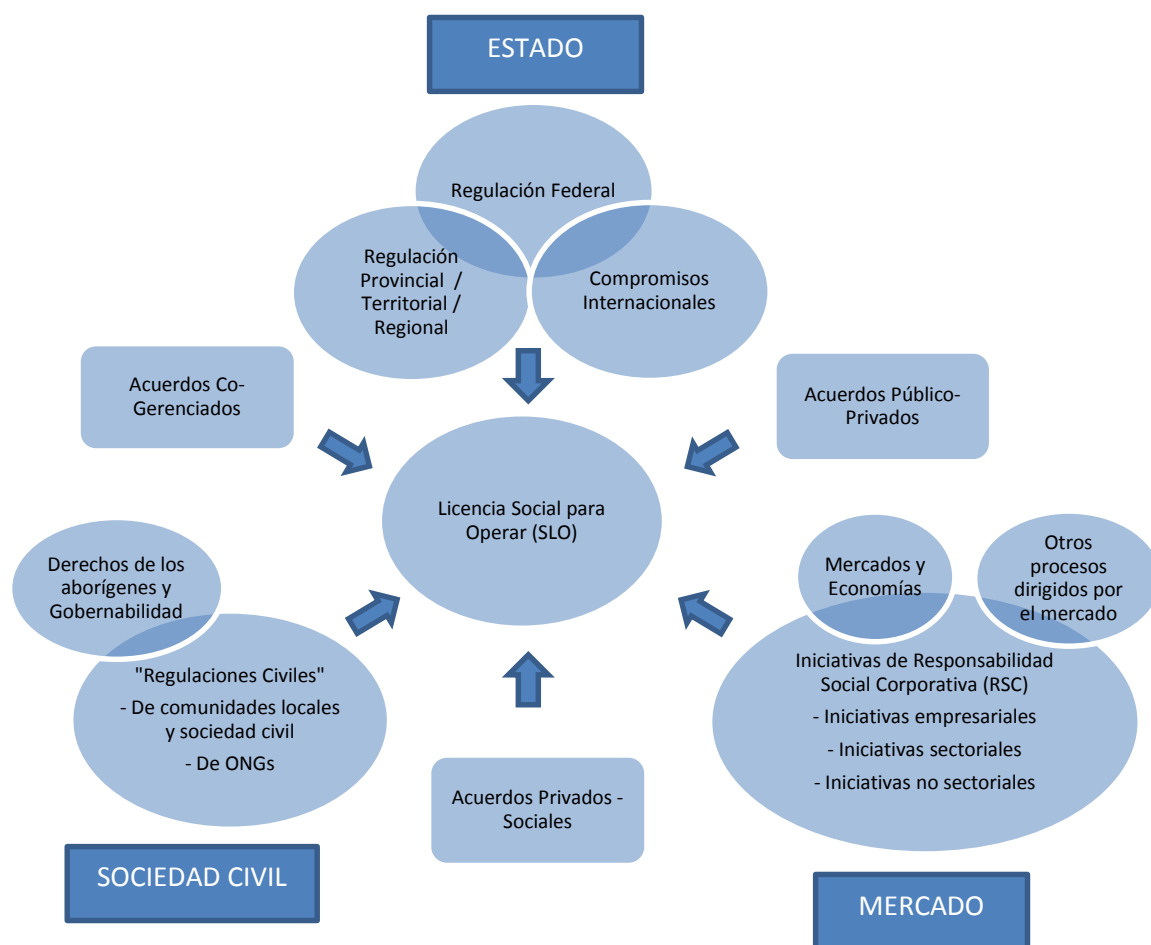 ESTADO
Regulación Federal
Regulación
Provincial /
Territorial /
Regional
Compromisos
Internacionales
Acuerdos Co-
Gerenciados
Acuerdos Público-
Privados
Licencia Social para
Operar (SLO)
Derechos de los
aborígenes y
Gobernabilidad
"Regulaciones Civiles"
- De comunidades locales
y sociedad civil
- De ONGs
Mercados y
Economías
Otros
procesos
dirigidos por
el mercado
Iniciativas de Responsabilidad
Social Corporativa (RSC)
- Iniciativas empresariales
- Iniciativas sectoriales
- Iniciativas no sectoriales
Acuerdos Privados -
Sociales
SOCIEDAD CIVIL
MERCADO